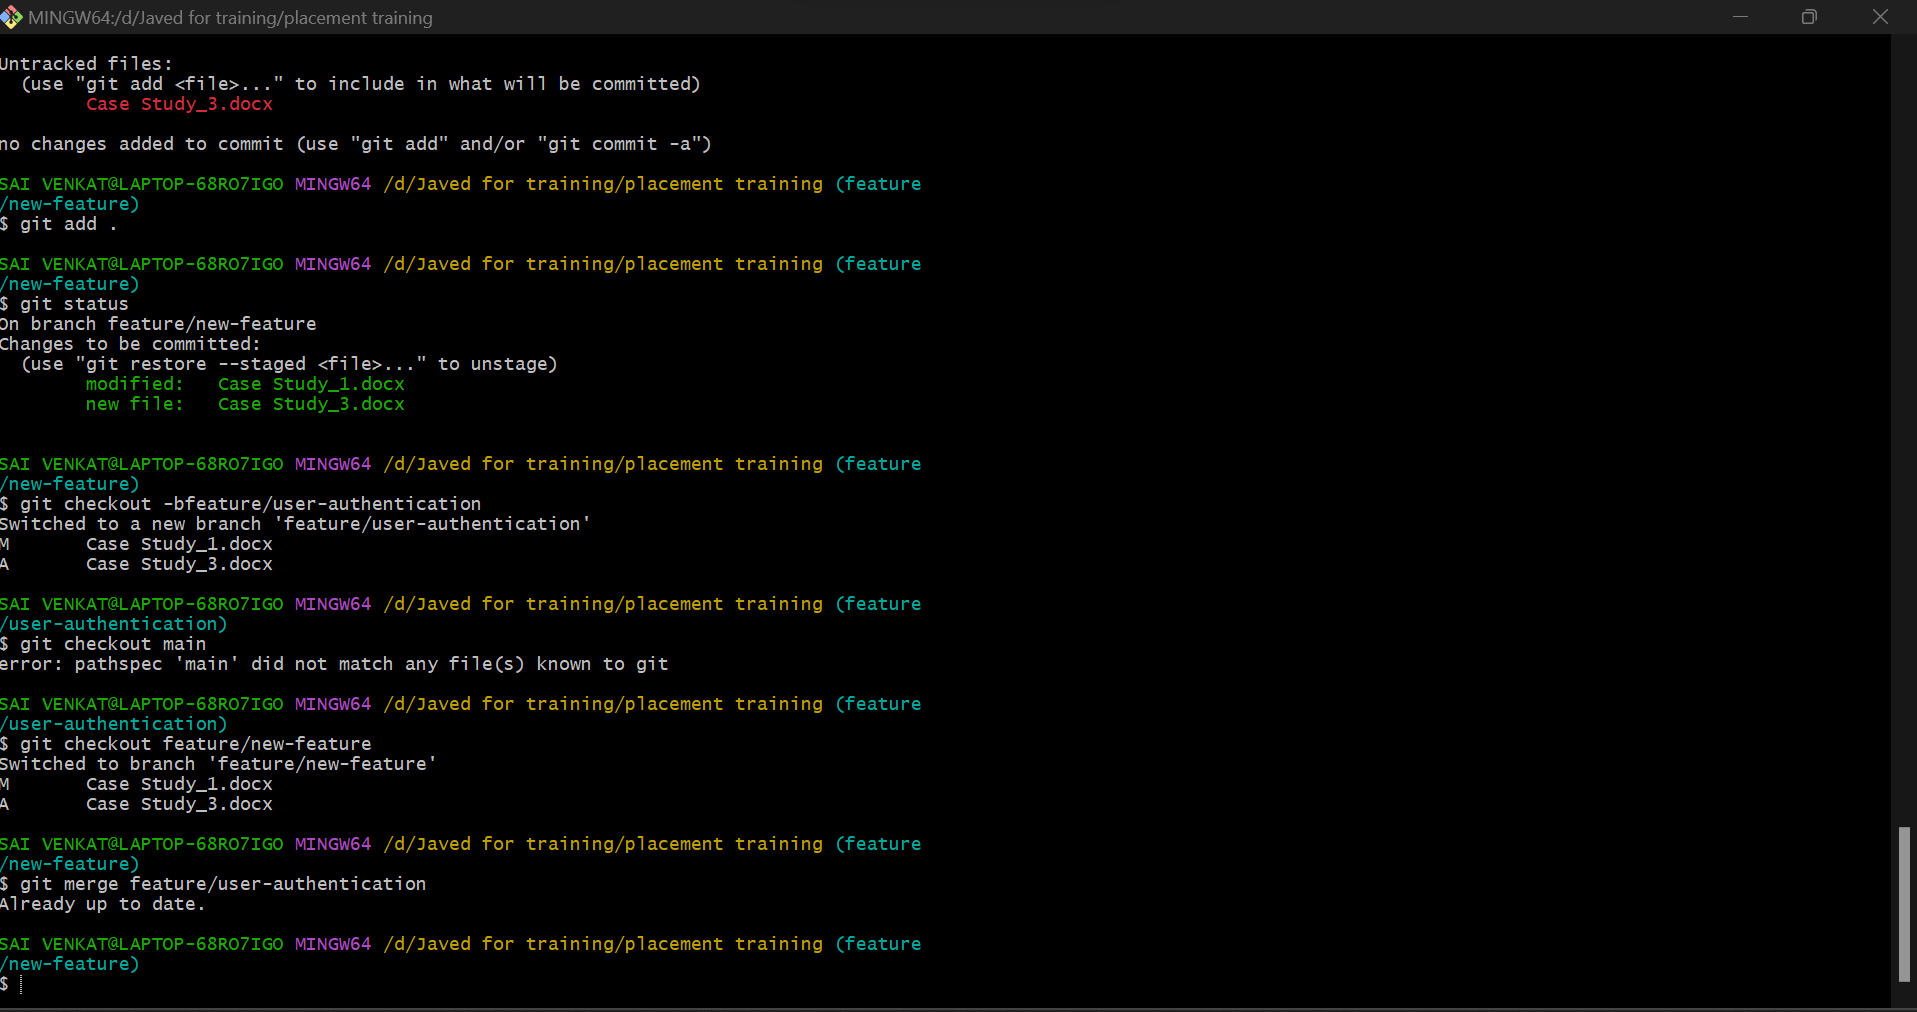 MINGW64:/d/Javed for training/placement training
Untracked files:
  (use "git add <file>..." to include in what will be committed)
        Case Study_3.docx
no changes added to commit (use "git add" and/or "git commit -a")
SAI VENKAT@LAPTOP-68RO7IGO MINGW64 /d/Javed for training/placement training (feature
/new-feature)
$ git add .
SAI VENKAT@LAPTOP-68RO7IGO MINGW64 /d/Javed for training/placement training (feature
/new-feature)
$ git status
On branch feature/new-feature
Changes to be committed:
  (use "git restore --staged <file>..." to unstage)
        modified:   Case Study_1.docx
        new file:   Case Study_3.docx
SAI VENKAT@LAPTOP-68RO7IGO MINGW64 /d/Javed for training/placement training (feature
/new-feature)
$ git checkout -bfeature/user-authentication
Switched to a new branch 'feature/user-authentication'
M       Case Study_1.docx
A       Case Study_3.docx
SAI VENKAT@LAPTOP-68RO7IGO MINGW64 /d/Javed for training/placement training (feature
/user-authentication)
$ git checkout main
error: pathspec 'main' did not match any file(s) known to git
SAI VENKAT@LAPTOP-68RO7IGO MINGW64 /d/Javed for training/placement training (feature
/user-authentication)
$ git checkout feature/new-feature
Switched to branch 'feature/new-feature'
M       Case Study_1.docx
A       Case Study_3.docx
SAI VENKAT@LAPTOP-68RO7IGO MINGW64 /d/Javed for training/placement training (feature
/new-feature)
$ git merge feature/user-authentication
Already up to date.
SAI VENKAT@LAPTOP-68RO7IGO MINGW64 /d/Javed for training/placement training (feature
/new-feature)
$